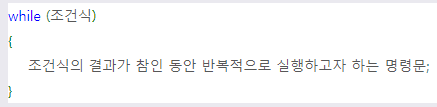 while (조건식)
{
조건식의 결과가 참인 동안 반복적으로 실행하고자 하는 명령문;
}